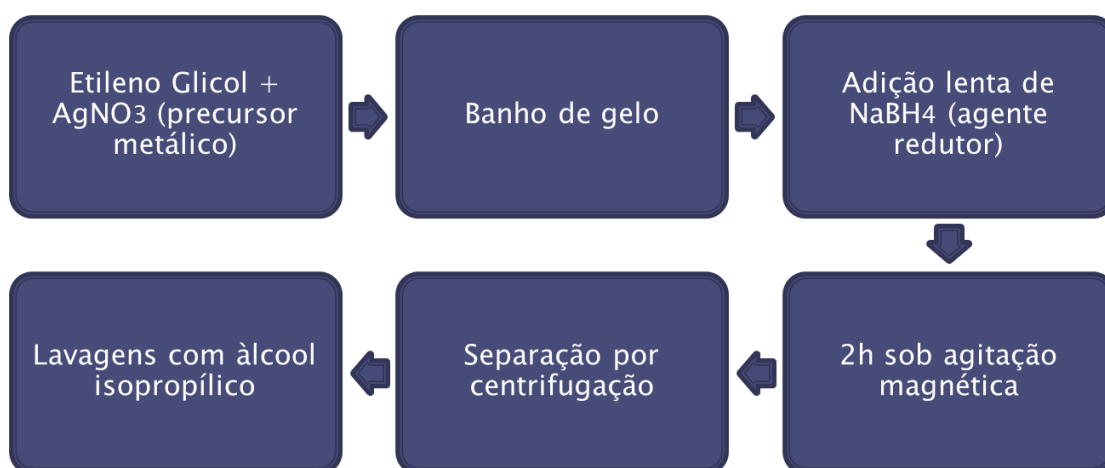 Etileno Glicol +
AgNO3 (precursor
metálico)
Banho de gelo
Adição lenta de
NaBH4 (agente
redutor)
2h sob agitação
magnética
Separação por
centrifugação
Lavagens com àlcool
isopropílico